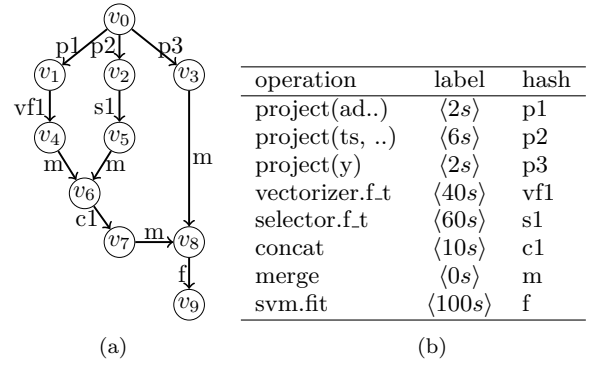 v0
p1 p2 p3
v1 v2 v3
vf1 s1
v4 v5
m m m
v6
c1
v7 m v8
f
v9
(a)
operation label hash
project(ad..) ⟨2s⟩ p1
project(ts, ..) ⟨6s⟩ p2
project(y) ⟨2s⟩ p3
vectorizer.f_t ⟨40s⟩ vf1
selector.f_t ⟨60s⟩ s1
concat ⟨10s⟩ c1
merge ⟨0s⟩ m
svm.fit ⟨100s⟩ f
(b)